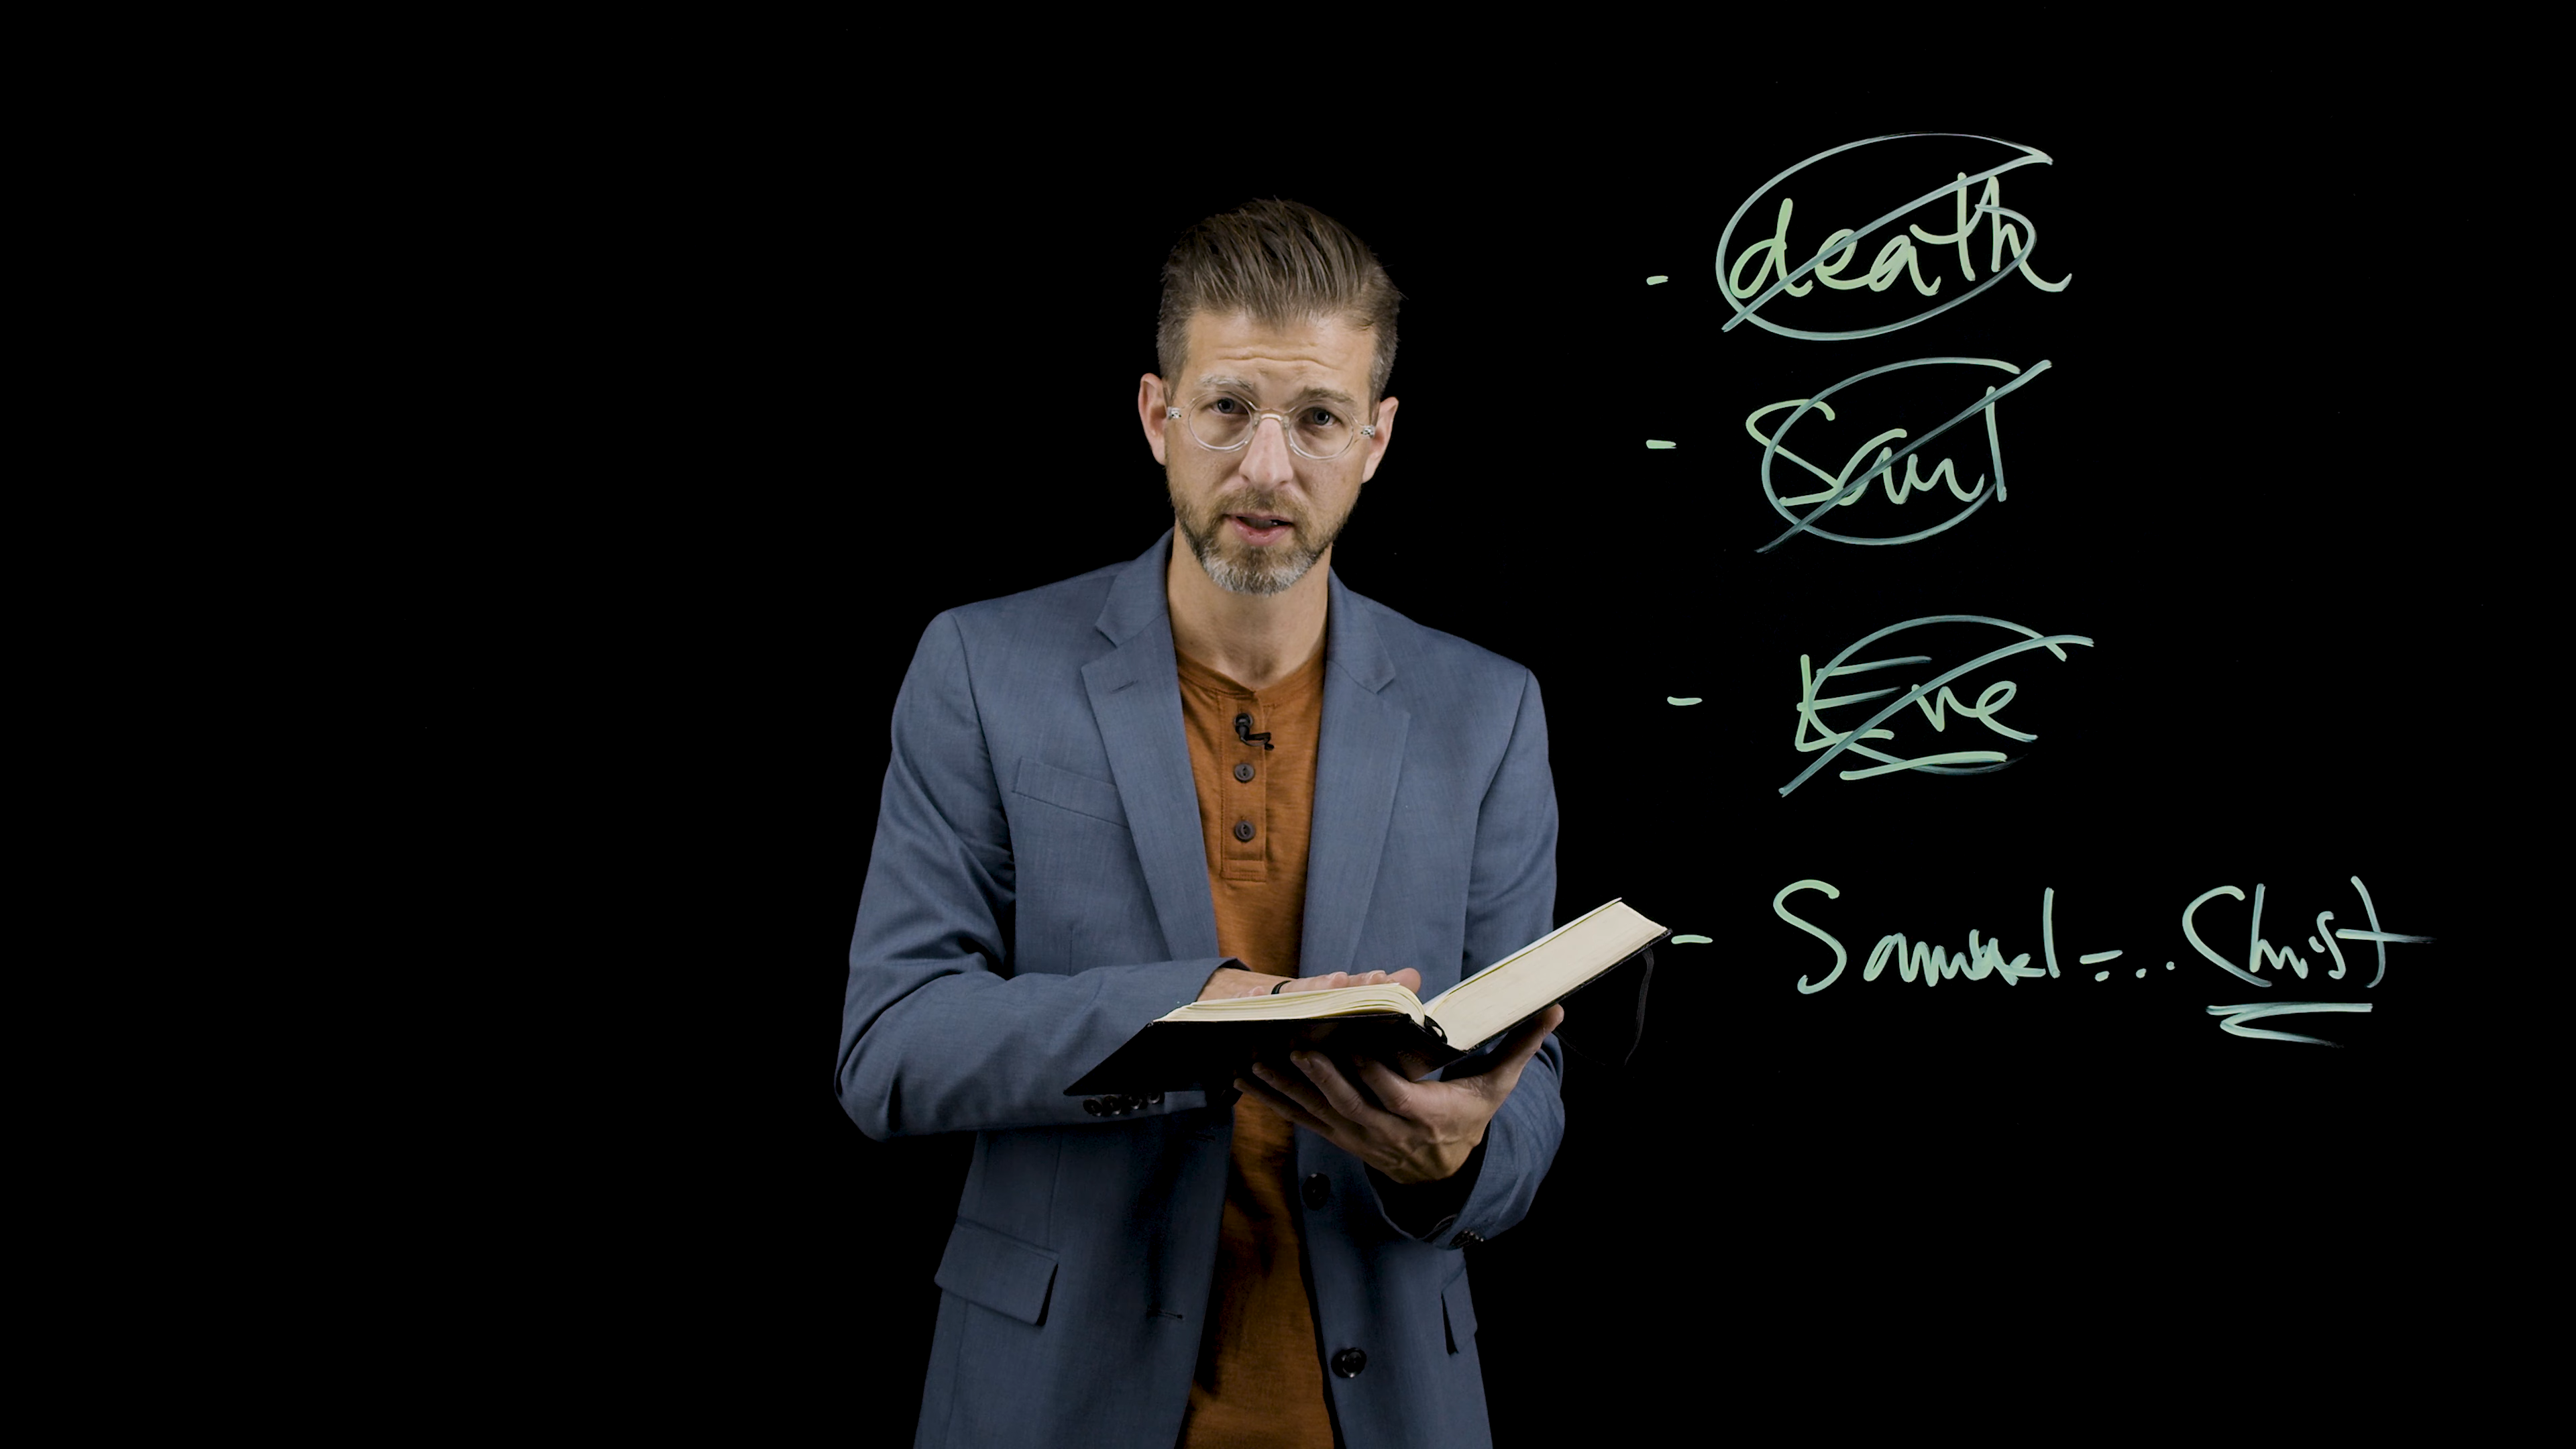 - death
- Saul
- Eve
- Samuel = ... Christ